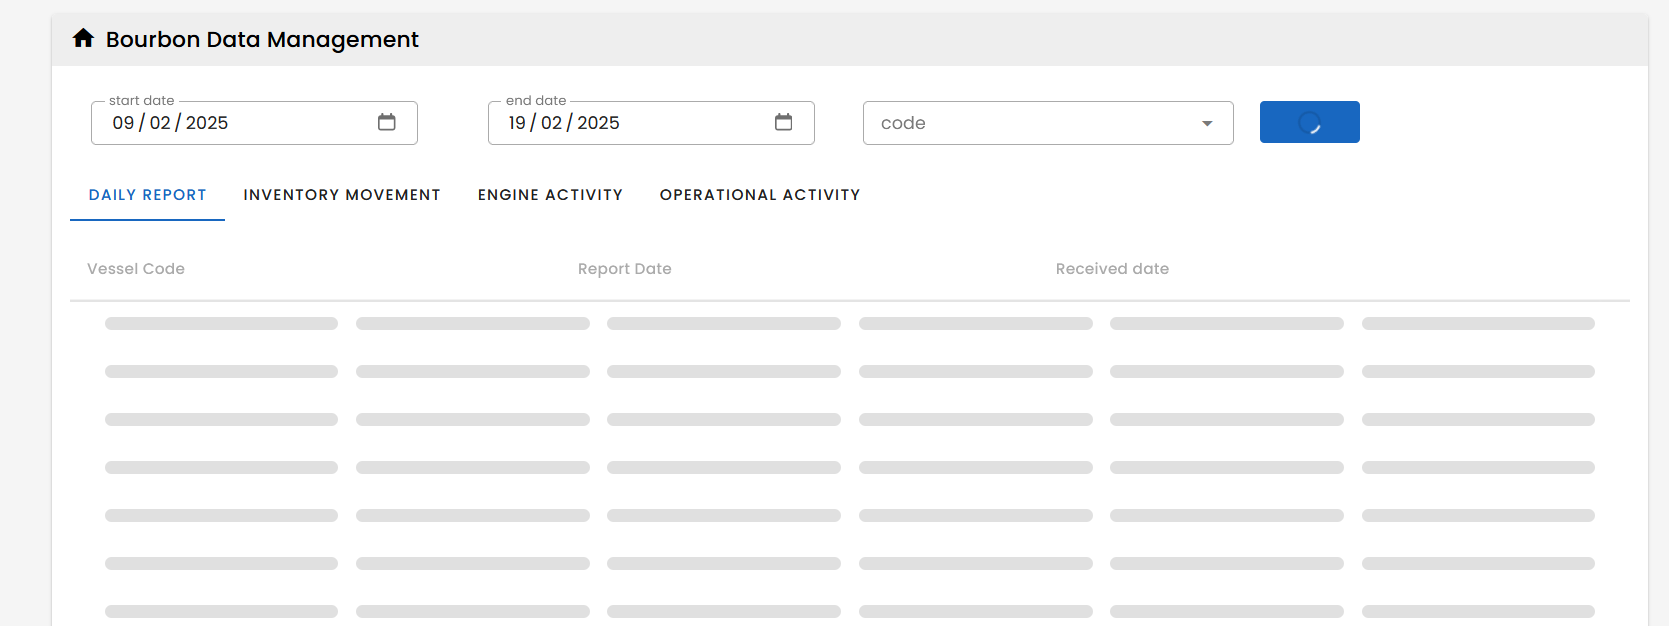 Bourbon Data Management
start date
09 / 02 / 2025
end date
19 / 02 / 2025
code
DAILY REPORT
INVENTORY MOVEMENT
ENGINE ACTIVITY
OPERATIONAL ACTIVITY
Vessel Code
Report Date
Received date